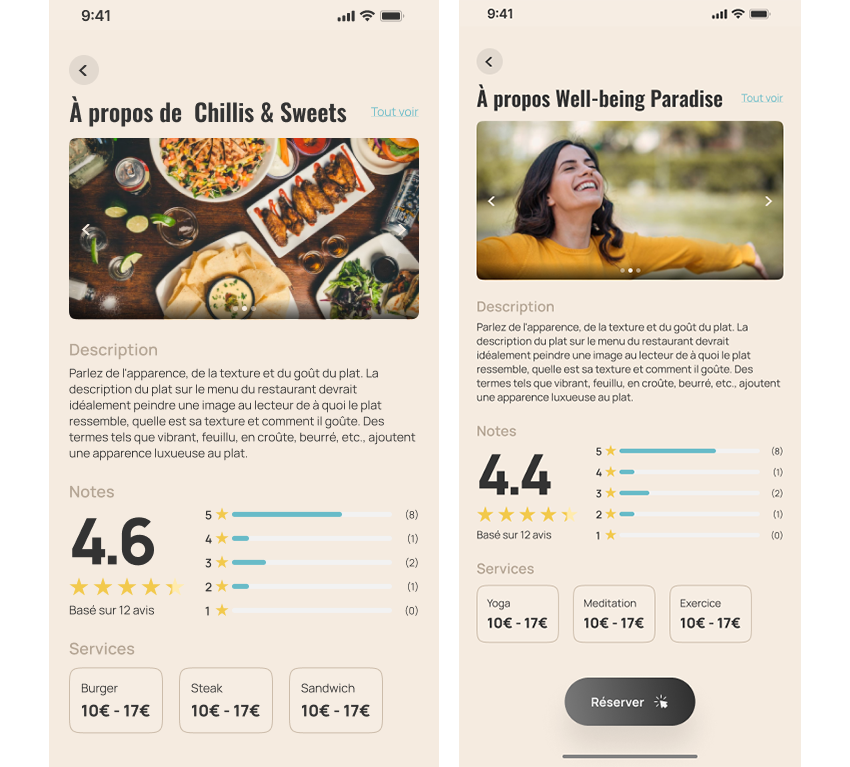 9:41
À propos de Chillis & Sweets
Tout voir
Description
Parlez de l'apparence, de la texture et du goût du plat. La
description du plat sur le menu du restaurant devrait
idéalement peindre une image au lecteur de à quoi le plat
ressemble, quelle est sa texture et comment il goûte. Des
termes tels que vibrant, feuillu, en croûte, beurré, etc., ajoutent
une apparence luxueuse au plat.
Notes
4.6
Basé sur 12 avis
5 (8)
4 (1)
3 (2)
2 (1)
1 (0)
Services
Burger
10€ - 17€
Steak
10€ - 17€
Sandwich
10€ - 17€
9:41
À propos Well-being Paradise
Tout voir
Description
Parlez de l'apparence, de la texture et du goût du plat. La
description du plat sur le menu du restaurant devrait
idéalement peindre une image au lecteur de à quoi le plat
ressemble, quelle est sa texture et comment il goûte. Des
termes tels que vibrant, feuillu, en croûte, beurré, etc., ajoutent
une apparence luxueuse au plat.
Notes
4.4
Basé sur 12 avis
5 (8)
4 (1)
3 (2)
2 (1)
1 (0)
Services
Yoga
10€ - 17€
Meditation
10€ - 17€
Exercice
10€ - 17€
Réserver